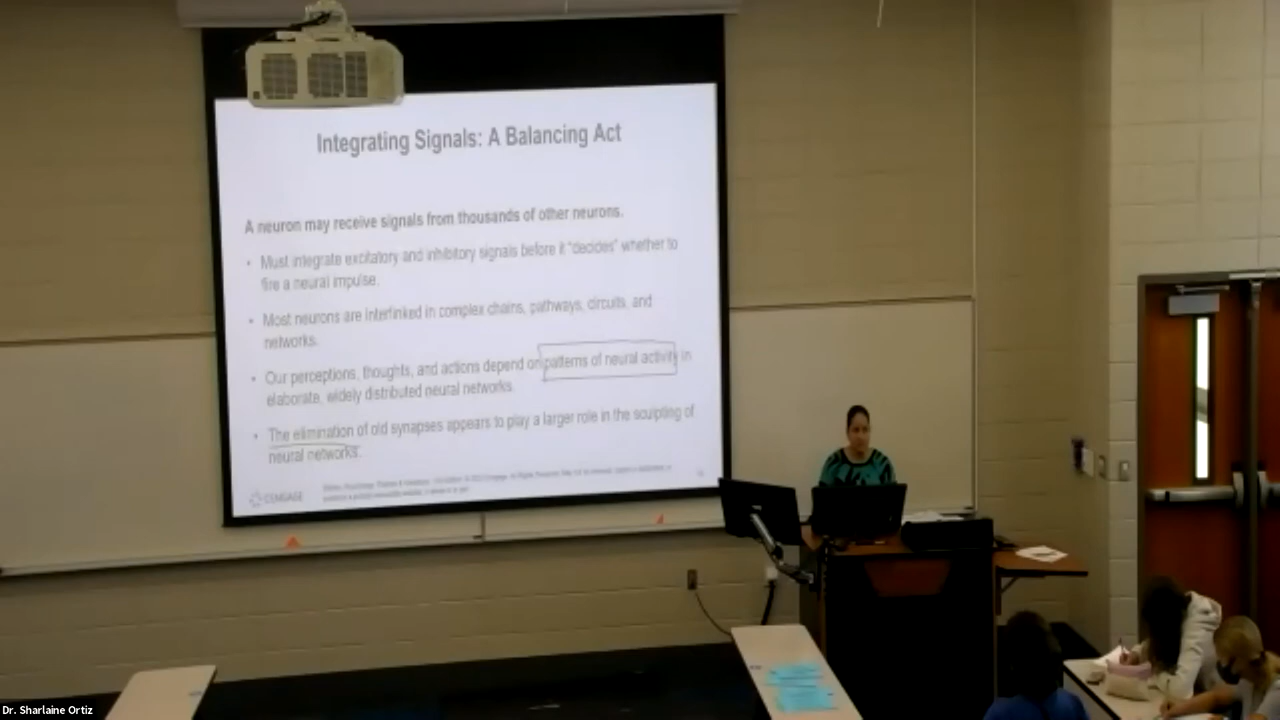 Integrating Signals: A Balancing Act
A neuron may receive signals from thousands of other neurons.
• Must integrate excitatory and inhibitory signals before it “decides” whether to
fire a neural impulse.
• Most neurons are interlinked in complex chains, pathways, circuits, and
networks.
• Our perceptions, thoughts, and actions depend on patterns of neural activity in
elaborate, widely distributed neural networks.
• The elimination of old synapses appears to play a larger role in the sculpting of
neural networks.
CENGAGE
Dr. Sharlaine Ortiz